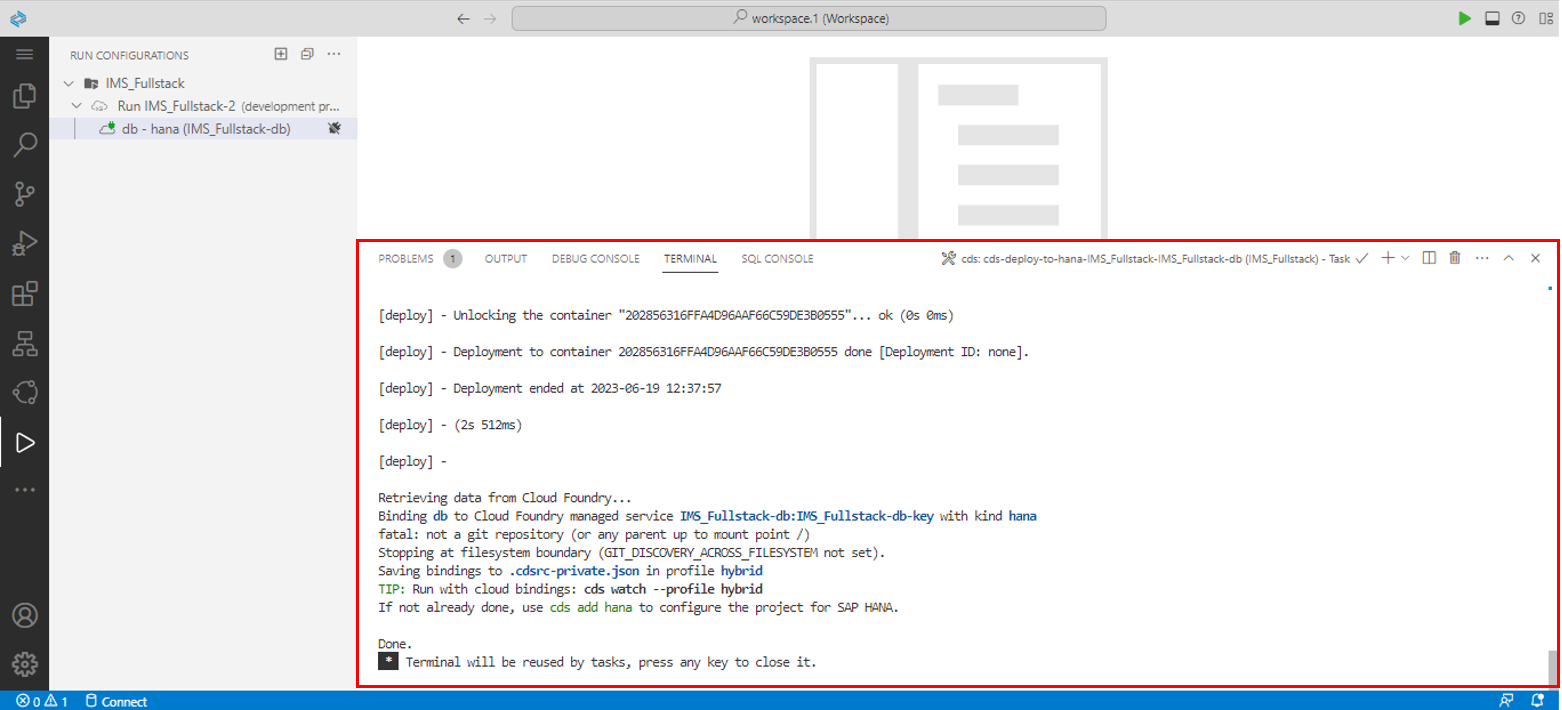 workspace.1 (Workspace)
RUN CONFIGURATIONS
IMS_Fullstack
Run IMS_Fullstack-2 (development pr...
db - hana (IMS_Fullstack-db)
PROBLEMS 1 OUTPUT DEBUG CONSOLE TERMINAL SQL CONSOLE cds: cds-deploy-to-hana-IMS_Fullstack-IMS_Fullstack-db (IMS_Fullstack) - Task
[deploy] - Unlocking the container "202856316FFA4D96AAF66C59DE3B0555"... ok (0s 0ms)
[deploy] - Deployment to container 202856316FFA4D96AAF66C59DE3B0555 done [Deployment ID: none].
[deploy] - Deployment ended at 2023-06-19 12:37:57
[deploy] - (2s 512ms)
[deploy] -
Retrieving data from Cloud Foundry...
Binding db to Cloud Foundry managed service IMS_Fullstack-db:IMS_Fullstack-db-key with kind hana
fatal: not a git repository (or any parent up to mount point /)
Stopping at filesystem boundary (GIT_DISCOVERY_ACROSS_FILESYSTEM not set).
Saving bindings to .cdsrc-private.json in profile hybrid
TIP: Run with cloud bindings: cds watch --profile hybrid
If not already done, use cds add hana to configure the project for SAP HANA.
Done.
* Terminal will be reused by tasks, press any key to close it.
0 1 Connect